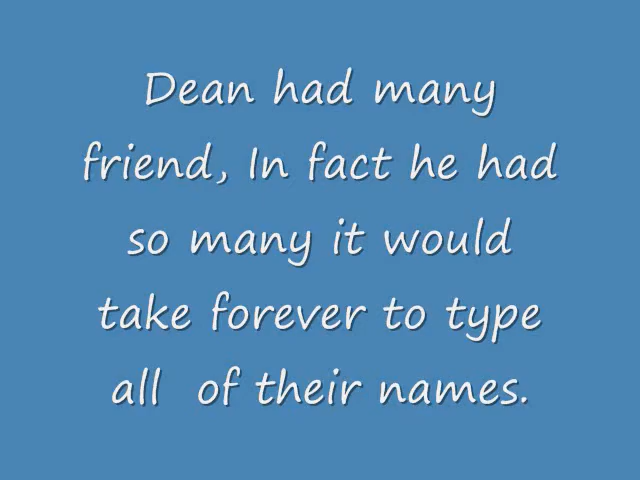 Dean had many
friend, In fact he had
so many it would
take forever to type
all  of their names.